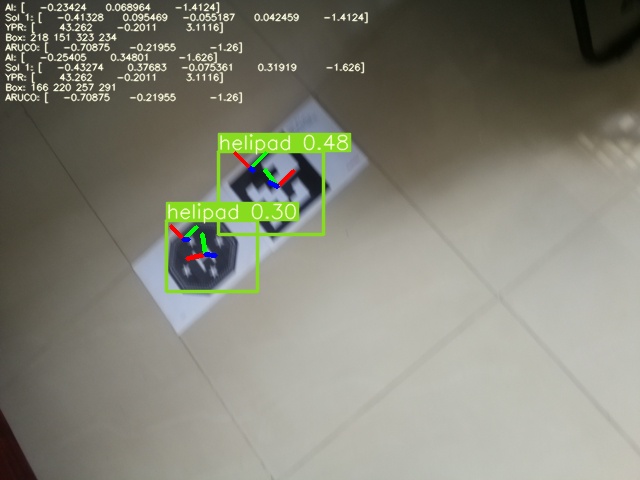 AI: [ -0.23424 0.068964 -1.4124]
Sol 1: [ -0.41328 0.095469 -0.055187 0.042459 -1.4124]
YPR: [ 43.262 -0.2011 3.1116]
Box: 218 151 323 234
ARUCO: [ -0.70875 -0.21955 -1.26]
AI: [ -0.25405 0.34801 -1.626]
Sol 1: [ -0.43274 0.37683 -0.075361 0.31919 -1.626]
YPR: [ 43.262 -0.2011 3.1116]
Box: 166 220 257 291
ARUCO: [ -0.70875 -0.21955 -1.26]
helipad 0.48
helipad 0.30